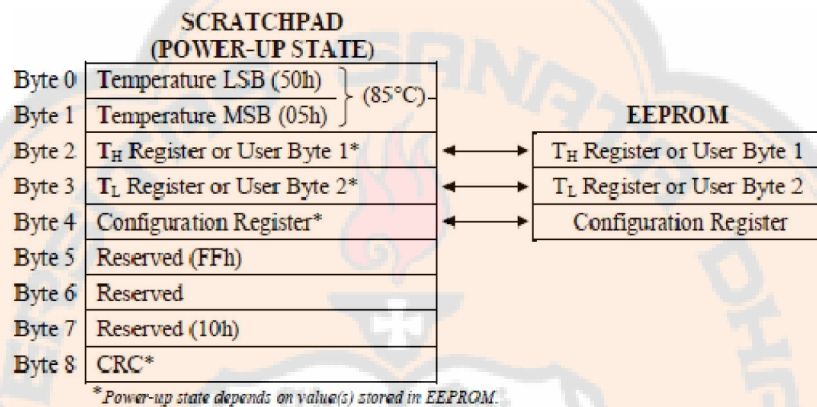 SCRATCHPAD
(POWER-UP STATE)
Byte 0 Temperature LSB (50h)
(85°C)
Byte 1 Temperature MSB (05h)
EEPROM
Byte 2 TH Register or User Byte 1* TH Register or User Byte 1
Byte 3 TL Register or User Byte 2* TL Register or User Byte 2
Byte 4 Configuration Register* Configuration Register
Byte 5 Reserved (FFh)
Byte 6 Reserved
Byte 7 Reserved (10h)
Byte 8 CRC*
*Power-up state depends on value(s) stored in EEPROM.
SANATA DHA